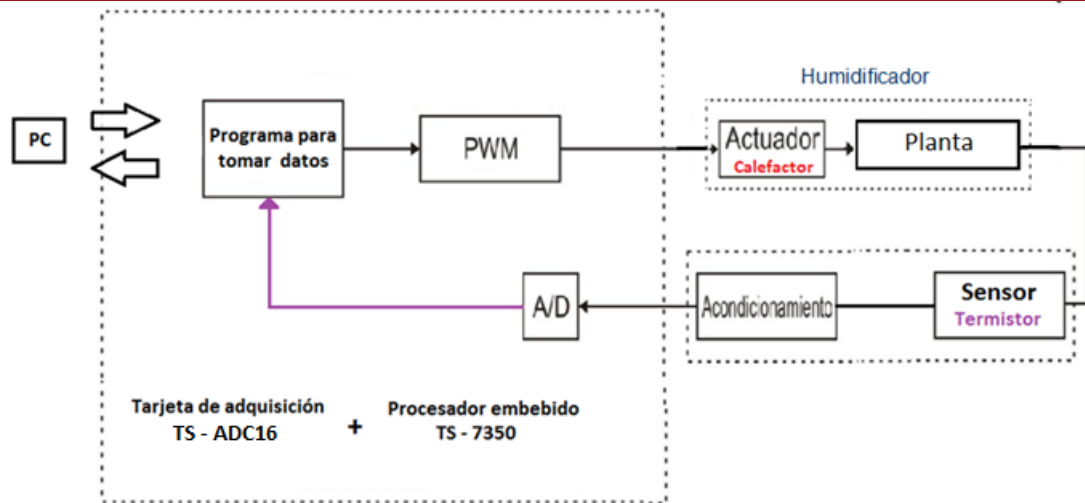 Humidificador
PC
Programa para
tomar datos
PWM
Actuador
Calefactor
Planta
A/D
Acondicionamiento
Sensor
Termistor
Tarjeta de adquisición
TS - ADC16
+
Procesador embebido
TS - 7350